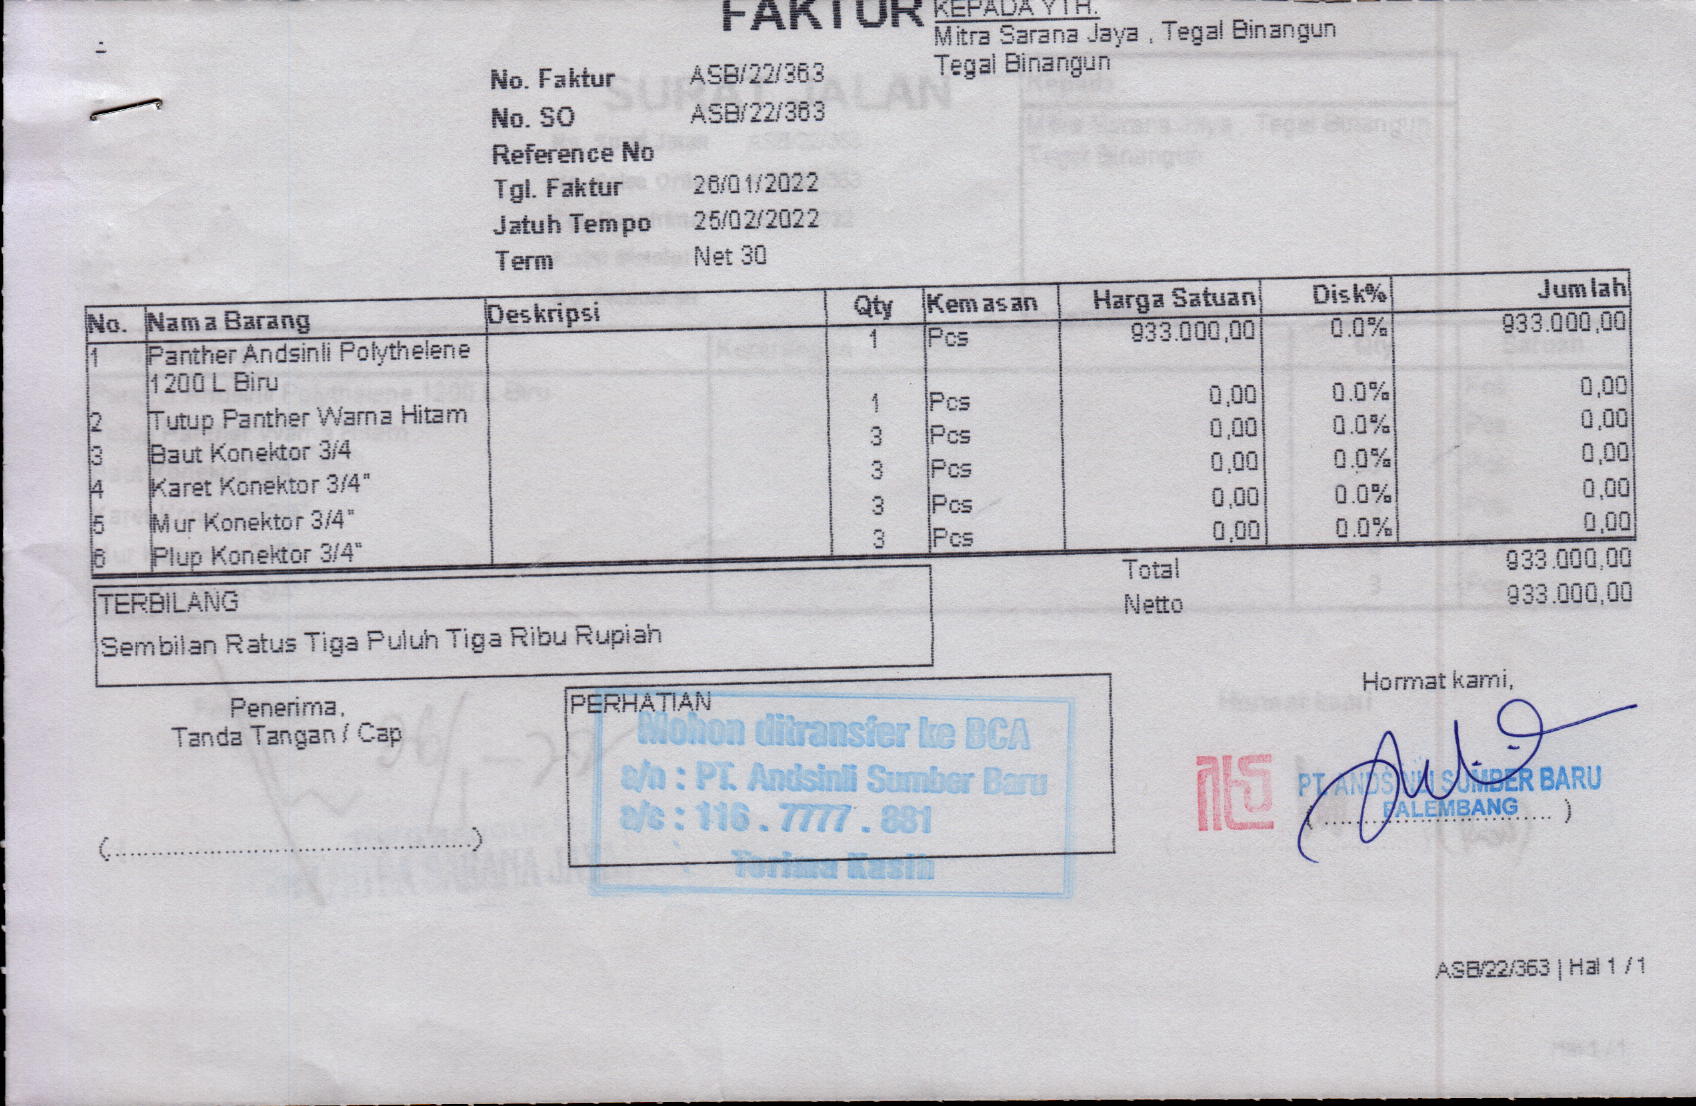 FAKTUR
KEPADA YTH.
Mitra Sarana Jaya , Tegal Binangun
Tegal Binangun
No. Faktur ASB/22/363
No. SO ASB/22/363
Reference No
Tgl. Faktur 26/01/2022
Jatuh Tempo 25/02/2022
Term Net 30
No. Nama Barang Deskripsi Qty Kemasan Harga Satuan Disk% Jumlah
1 Panther Andsinli Polythelene 1 Pcs 933.000,00 0.0% 933.000,00
1200 L Biru
2 Tutup Panther Warna Hitam 1 Pcs 0,00 0.0% 0,00
3 Baut Konektor 3/4 3 Pcs 0,00 0.0% 0,00
4 Karet Konektor 3/4" 3 Pcs 0,00 0.0% 0,00
5 Mur Konektor 3/4" 3 Pcs 0,00 0.0% 0,00
6 Plup Konektor 3/4" 3 Pcs 0,00 0.0% 0,00
Total 933.000,00
Netto 933.000,00
TERBILANG
Sembilan Ratus Tiga Puluh Tiga Ribu Rupiah
Penerima,
Tanda Tangan / Cap
(................................................)
PERHATIAN
Mohon ditransfer ke BCA
a/n : PT. Andsinli Sumber Baru
a/c : 116 . 7777 . 881
Terima Kasih
Hormat kami,
PT. ANDSINLI SUMBER BARU
PALEMBANG
(................................ )
ASB/22/363 | Hal 1 / 1